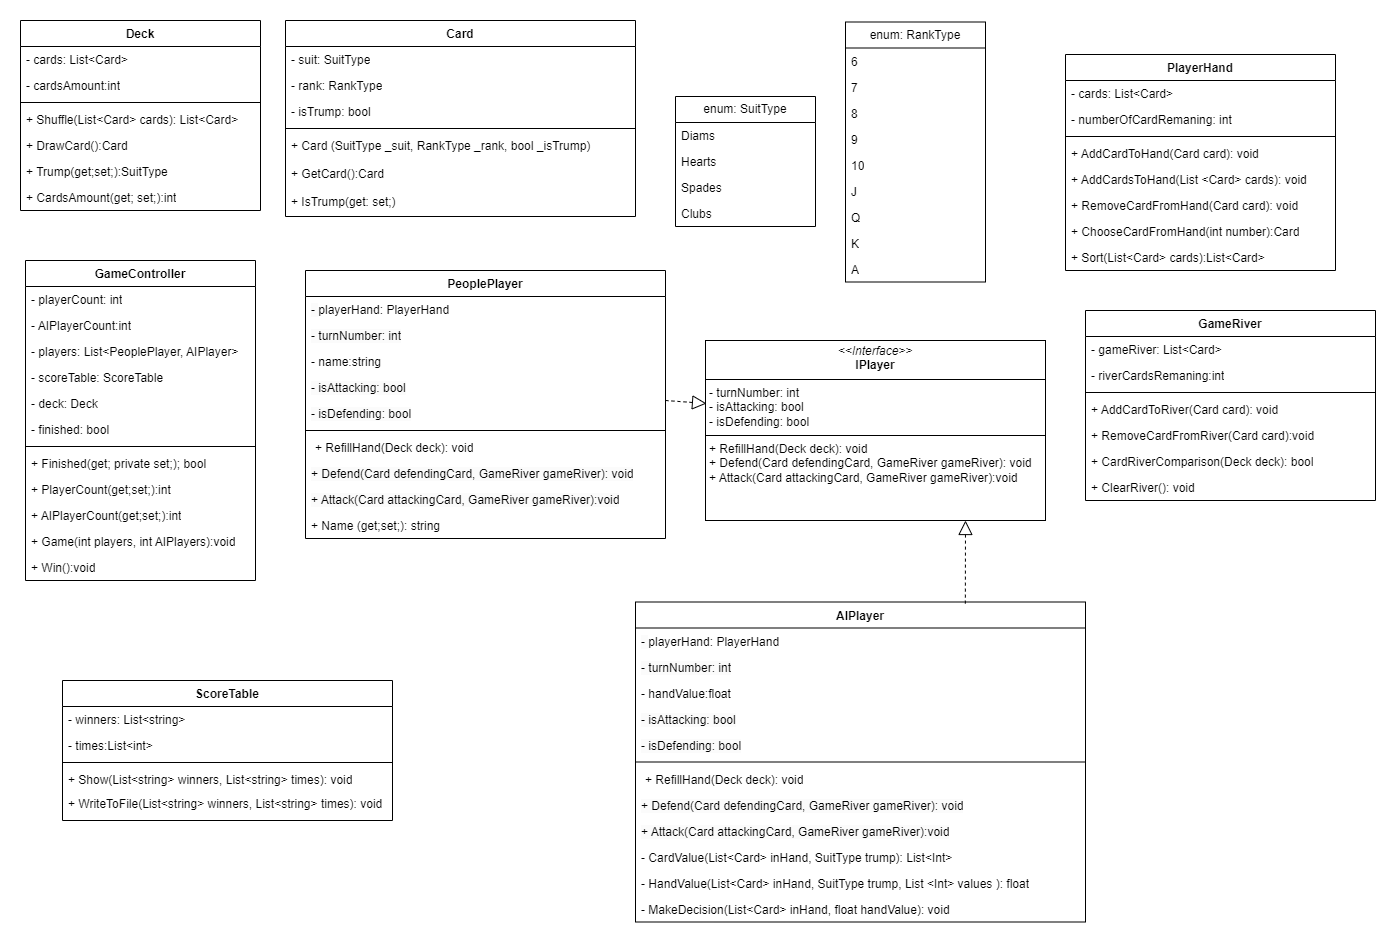 Deck
- cards: List<Card>
- cardsAmount:int
+ Shuffle(List<Card> cards): List<Card>
+ DrawCard():Card
+ Trump(get;set;):SuitType
+ CardsAmount(get; set;):int
Card
- suit: SuitType
- rank: RankType
- isTrump: bool
+ Card (SuitType _suit, RankType _rank, bool _isTrump)
+ GetCard():Card
+ IsTrump(get: set;)
enum: SuitType
Diams
Hearts
Spades
Clubs
enum: RankType
6
7
8
9
10
J
Q
K
A
PlayerHand
- cards: List<Card>
- numberOfCardRemaning: int
+ AddCardToHand(Card card): void
+ AddCardsToHand(List <Card> cards): void
+ RemoveCardFromHand(Card card): void
+ ChooseCardFromHand(int number):Card
+ Sort(List<Card> cards):List<Card>
GameController
- playerCount: int
- AIPlayerCount:int
- players: List<PeoplePlayer, AIPlayer>
- scoreTable: ScoreTable
- deck: Deck
- finished: bool
+ Finished(get; private set;); bool
+ PlayerCount(get;set;):int
+ AIPlayerCount(get;set;):int
+ Game(int players, int AIPlayers):void
+ Win():void
PeoplePlayer
- playerHand: PlayerHand
- turnNumber: int
- name:string
- isAttacking: bool
- isDefending: bool
+ RefillHand(Deck deck): void
+ Defend(Card defendingCard, GameRiver gameRiver): void
+ Attack(Card attackingCard, GameRiver gameRiver):void
+ Name (get;set;): string
<<Interface>>
IPlayer
- turnNumber: int
- isAttacking: bool
- isDefending: bool
+ RefillHand(Deck deck): void
+ Defend(Card defendingCard, GameRiver gameRiver): void
+ Attack(Card attackingCard, GameRiver gameRiver):void
GameRiver
- gameRiver: List<Card>
- riverCardsRemaning:int
+ AddCardToRiver(Card card): void
+ RemoveCardFromRiver(Card card):void
+ CardRiverComparison(Deck deck): bool
+ ClearRiver(): void
AIPlayer
- playerHand: PlayerHand
- turnNumber: int
- handValue:float
- isAttacking: bool
- isDefending: bool
+ RefillHand(Deck deck): void
+ Defend(Card defendingCard, GameRiver gameRiver): void
+ Attack(Card attackingCard, GameRiver gameRiver):void
- CardValue(List<Card> inHand, SuitType trump): List<Int>
- HandValue(List<Card> inHand, SuitType trump, List <Int> values ): float
- MakeDecision(List<Card> inHand, float handValue): void
ScoreTable
- winners: List<string>
- times:List<int>
+ Show(List<string> winners, List<string> times): void
+ WriteToFile(List<string> winners, List<string> times): void